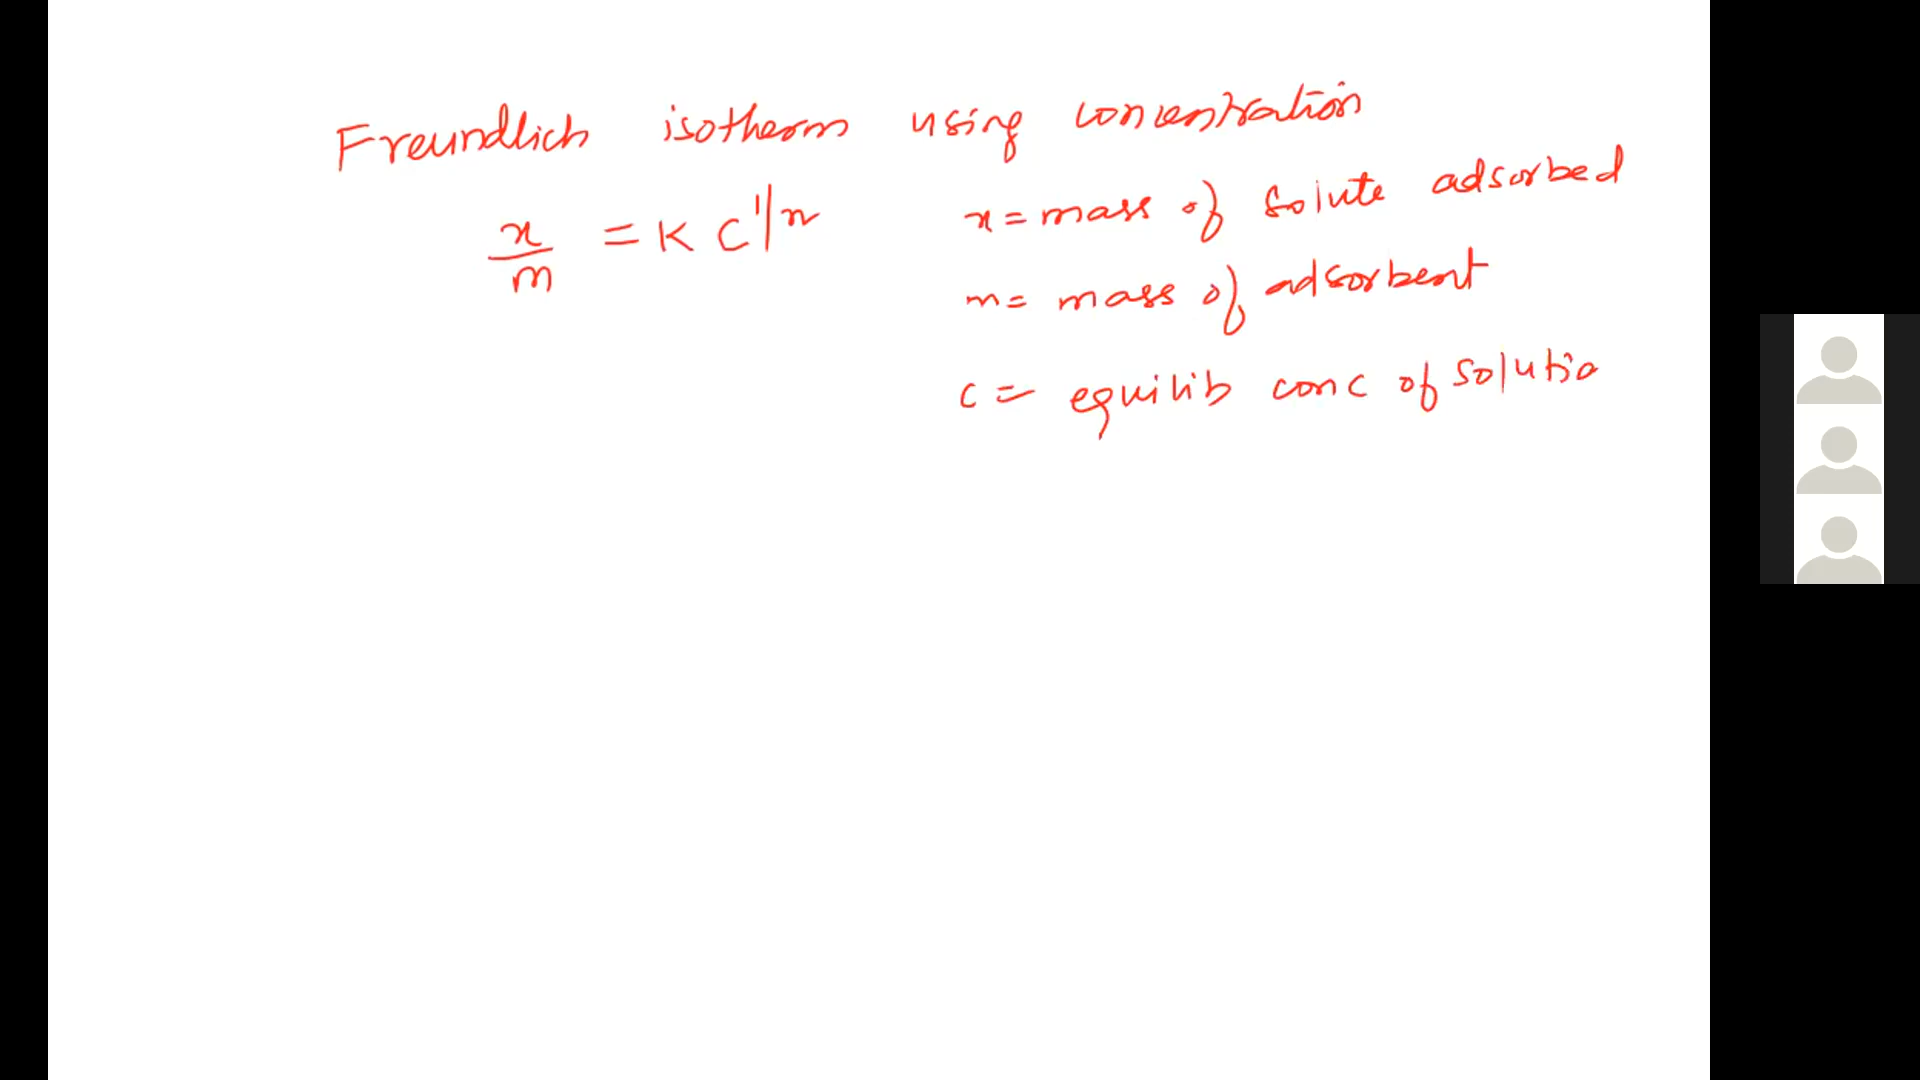 Freundlich isotherm using concentration
x/m = K C^1/n
x = mass of solute adsorbed
m = mass of adsorbent
c = equilib conc of solutio